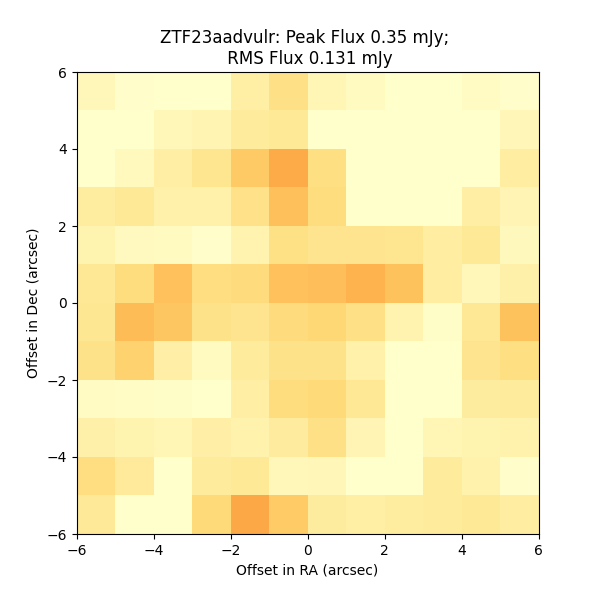 ZTF23aadvulr: Peak Flux 0.35 mJy;
RMS Flux 0.131 mJy
6
4
2
0
−2
−4
−6
Offset in Dec (arcsec)
−6 −4 −2 0 2 4 6
Offset in RA (arcsec)